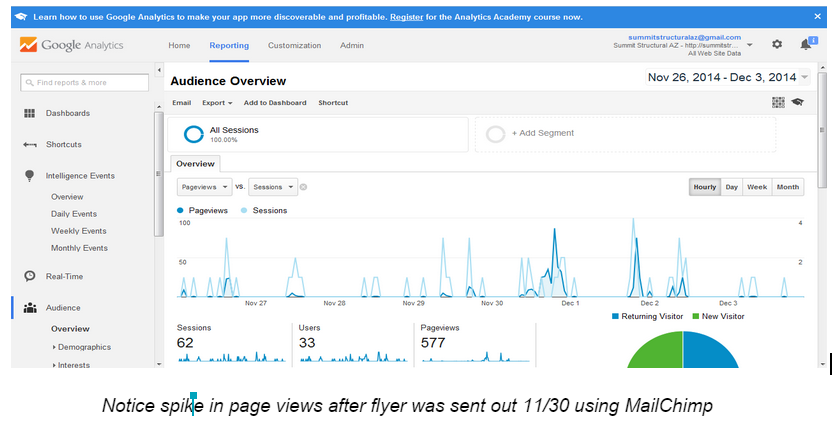 Learn how to use Google Analytics to make your app more discoverable and profitable. Register for the Analytics Academy course now.
Google Analytics
Home Reporting Customization Admin
summitstructuralaz@gmail.com
Summit Structural AZ - http://summitstr...
All Web Site Data
1
Find reports & more
Dashboards
Shortcuts
Intelligence Events
Overview
Daily Events
Weekly Events
Monthly Events
Real-Time
Audience
Overview
Demographics
Interests
Audience Overview
Nov 26, 2014 - Dec 3, 2014
Email Export Add to Dashboard Shortcut
All Sessions
100.00%
+ Add Segment
Overview
Pageviews vs. Sessions
Hourly Day Week Month
Pageviews Sessions
100 4
50 2
Nov 27 Nov 28 Nov 29 Nov 30 Dec 1 Dec 2 Dec 3
Returning Visitor New Visitor
Sessions Users Pageviews
62 33 577
Notice spike in page views after flyer was sent out 11/30 using MailChimp